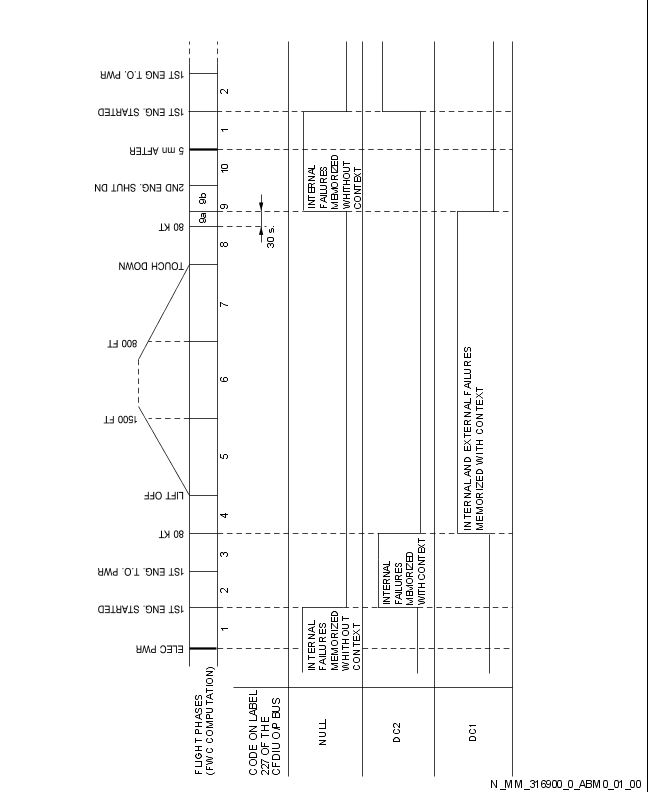 FLIGHT PHASES
(FWC COMPUTATION)
ELEC PWR
1ST ENG. STARTED
1ST ENG. T.O. PWR
80 KT
LIFT OFF
1500 FT
800 FT
TOUCH DOWN
80 KT
2ND ENG. SHUT DN
5 mn AFTER
1ST ENG. STARTED
1ST ENG. T.O. PWR
1
2
3
4
5
6
7
8
9
9a
9b
10
1
2
CODE ON LABEL
227 OF THE
CFDIU O/P BUS
30 s.
NULL
INTERNAL
FAILURES
MEMORIZED
WHITHOUT
CONTEXT
INTERNAL
FAILURES
MEMORIZED
WHITHOUT
CONTEXT
DC2
INTERNAL
FAILURES
MEMORIZED
WITH CONTEXT
DC1
INTERNAL AND EXTERNAL FAILURES
MEMORIZED WITH CONTEXT
N_MM_316900_0_ABM0_01_00